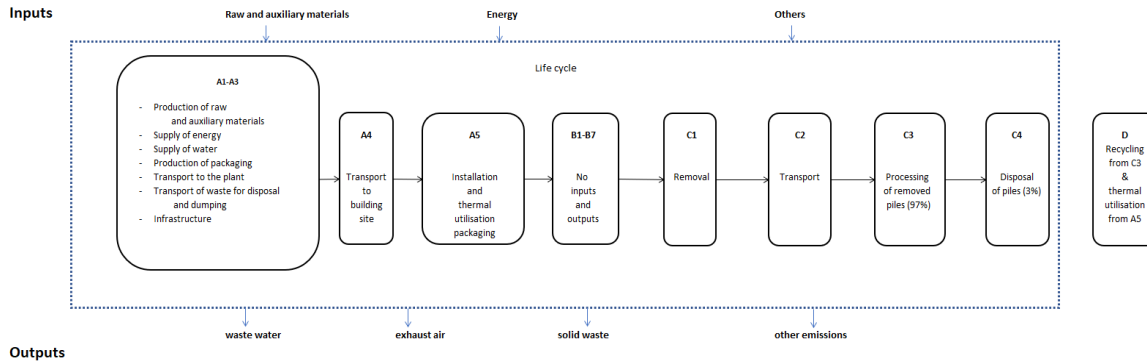 Inputs
Raw and auxiliary materials
Energy
Others
Life cycle
A1-A3
- Production of raw
and auxiliary materials
- Supply of energy
- Supply of water
- Production of packaging
- Transport to the plant
- Transport of waste for disposal
and dumping
- Infrastructure
A4
Transport
to
building
site
A5
Installation
and
thermal
utilisation
packaging
B1-B7
No
inputs
and
outputs
C1
Removal
C2
Transport
C3
Processing
of removed
piles (97%)
C4
Disposal
of piles (3%)
D
Recycling
from C3
&
thermal
utilisation
from A5
waste water
exhaust air
solid waste
other emissions
Outputs